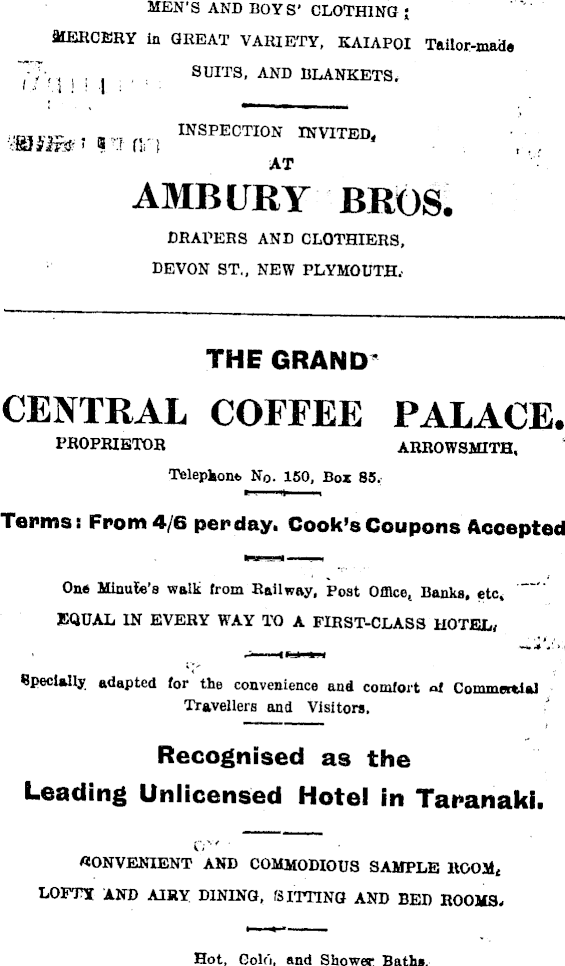 MEN'S AND BOYS' CLOTHING;
MERCERY in GREAT VARIETY, KAIAPOI Tailor-made
SUITS, AND BLANKETS.
INSPECTION INVITED,
AT
AMBURY BROS.
DRAPERS AND CLOTHIERS,
DEVON ST., NEW PLYMOUTH.
THE GRAND
CENTRAL COFFEE PALACE.
PROPRIETOR ARROWSMITH,
Telephone No. 150, Box 85.
Terms: From 4/6 per day. Cook's Coupons Accepted
One Minute's walk from Railway, Post Office, Banks, etc.
EQUAL IN EVERY WAY TO A FIRST-CLASS HOTEL,
Specially adapted for the convenience and comfort of Commercial
Travellers and Visitors.
Recognised as the
Leading Unlicensed Hotel in Taranaki.
CONVENIENT AND COMMODIOUS SAMPLE ROOM,
LOFTY AND AIRY DINING, SITTING AND BED ROOMS.
Hot, Cold, and Shower Baths.